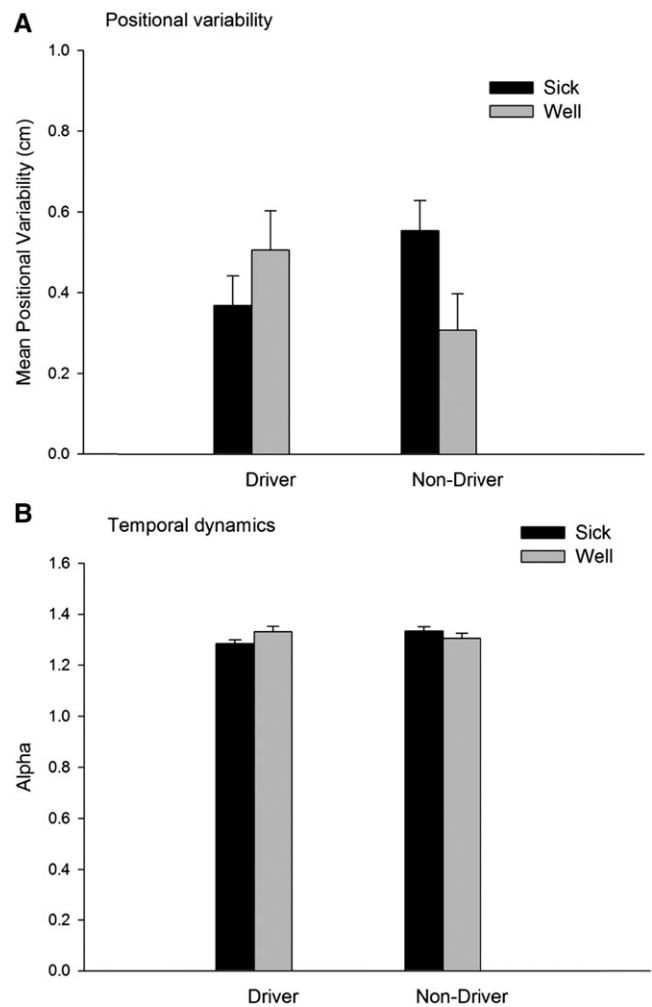 A Positional variability
1.0
Sick
Well
0.8
0.6
0.4
0.2
0.0
Mean Positional Variability (cm)
Driver Non-Driver
B Temporal dynamics
1.6
Sick
Well
1.4
1.2
1.0
0.8
0.6
0.4
0.2
0.0
Alpha
Driver Non-Driver